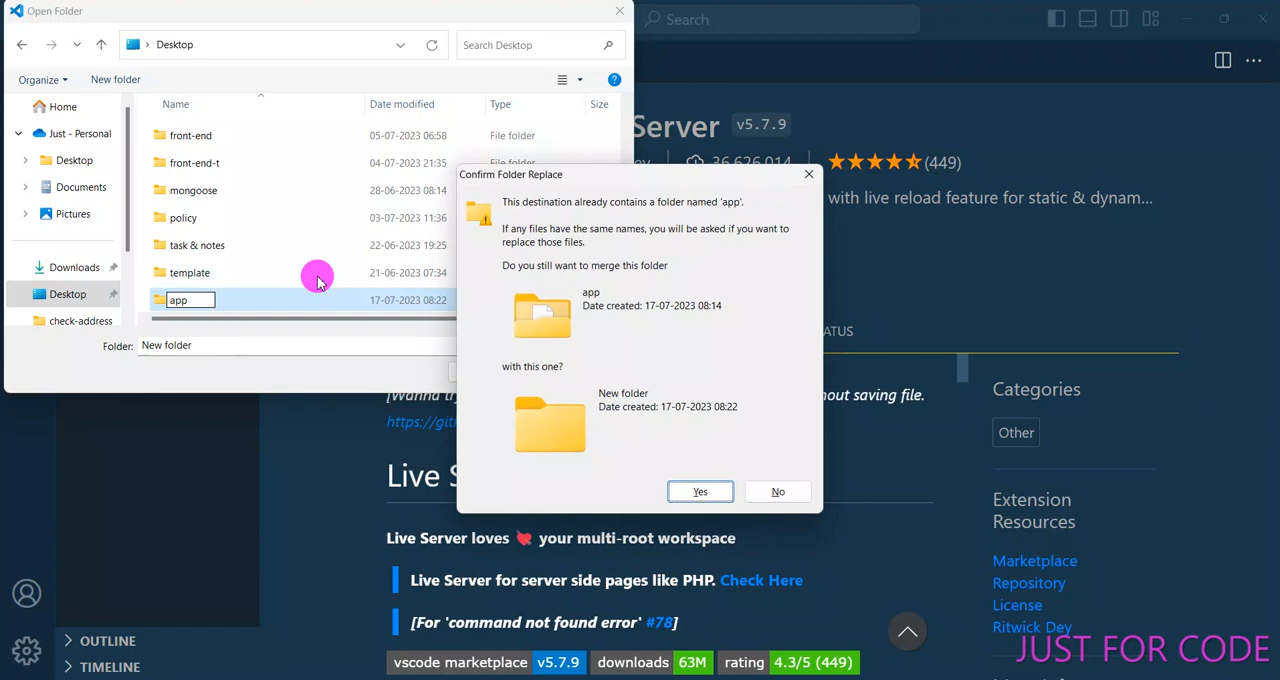 Open Folder
Search
Desktop
Search Desktop
Organize
New folder
Home
Just - Personal
Desktop
Documents
Pictures
Downloads
Desktop
check-address
Name
Date modified
Type
Size
front-end 05-07-2023 06:58 File folder
front-end-t 04-07-2023 21:35 File folder
mongoose 28-06-2023 08:14
policy 03-07-2023 11:36
task & notes 22-06-2023 19:25
template 21-06-2023 07:34
app 17-07-2023 08:22
Folder: New folder
Confirm Folder Replace
This destination already contains a folder named 'app'.
If any files have the same names, you will be asked if you want to
replace those files.
Do you still want to merge this folder
app
Date created: 17-07-2023 08:14
with this one?
New folder
Date created: 17-07-2023 08:22
Yes
No
Server v5.7.9
36,626,014
(449)
with live reload feature for static & dynam...
ATUS
out saving file.
https://git
Live S
Live Server loves your multi-root workspace
Live Server for server side pages like PHP. Check Here
[For 'command not found error' #78]
vscode marketplace v5.7.9 downloads 63M rating 4.3/5 (449)
Categories
Other
Extension
Resources
Marketplace
Repository
License
Ritwick Dey
OUTLINE
TIMELINE
JUST FOR CODE